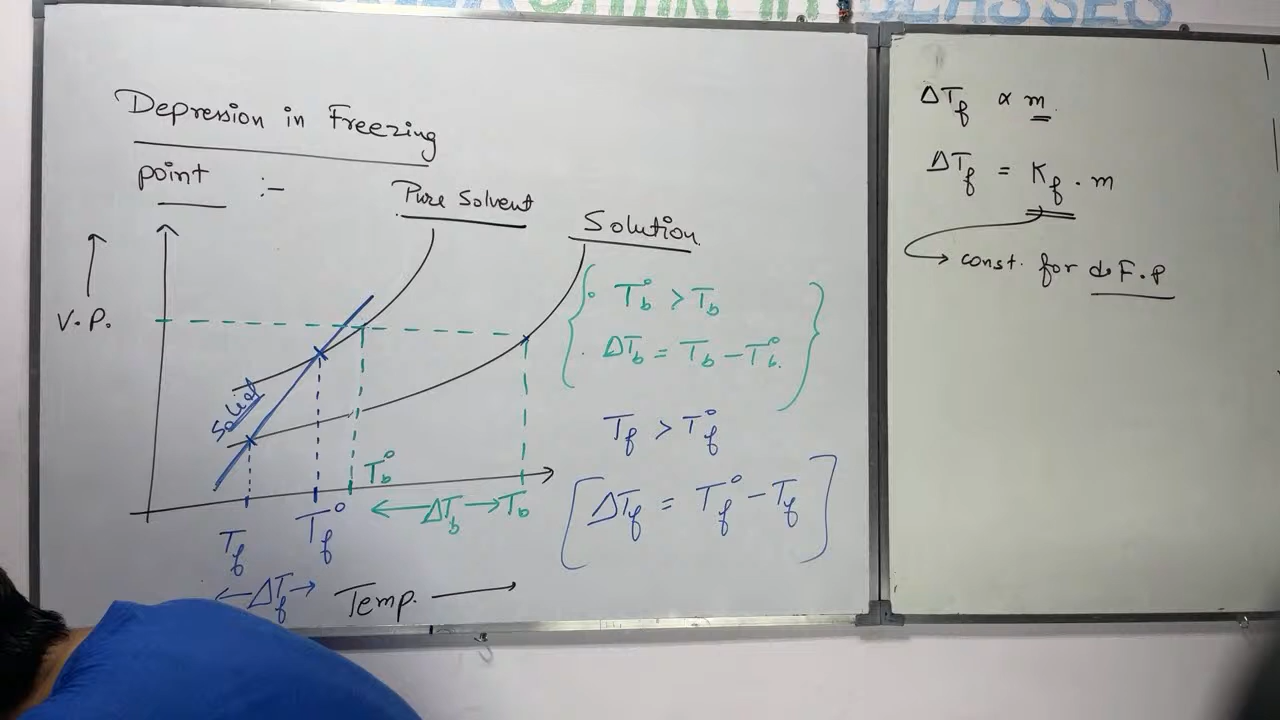 CLASSES
Depression in Freezing
point :-
Pure Solvent
Solution
V.P.
Solid
T°b > Tb
ΔTb = Tb - T°b.
Tf > T°f
[ΔTf = T°f - Tf]
T°b
←ΔTb→ Tb
Tf
T°f
←ΔTf→
Temp. →
ΔTf ∝ m.
ΔTf = Kf . m
→ const. for d F.P